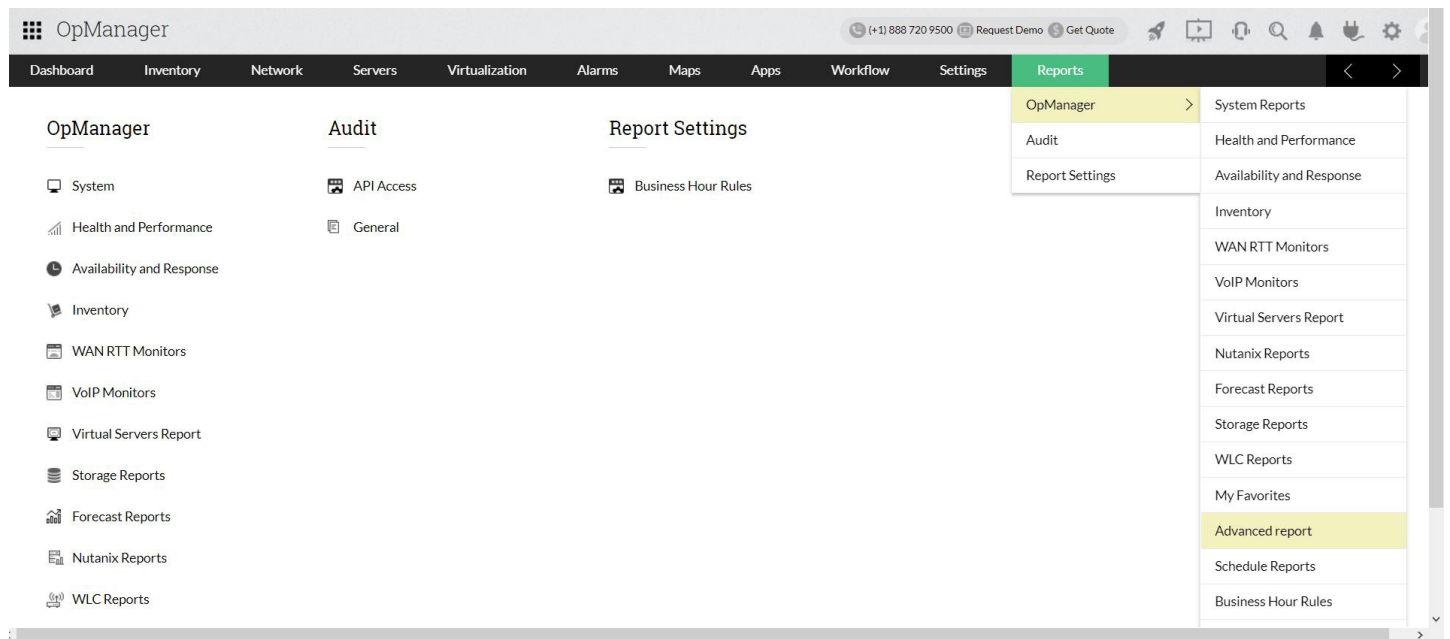 OpManager
(+1) 888 720 9500 Request Demo Get Quote
Dashboard Inventory Network Servers Virtualization Alarms Maps Apps Workflow Settings Reports
OpManager
System
Health and Performance
Availability and Response
Inventory
WAN RTT Monitors
VoIP Monitors
Virtual Servers Report
Storage Reports
Forecast Reports
Nutanix Reports
WLC Reports
Audit
API Access
General
Report Settings
Business Hour Rules
OpManager
Audit
Report Settings
System Reports
Health and Performance
Availability and Response
Inventory
WAN RTT Monitors
VoIP Monitors
Virtual Servers Report
Nutanix Reports
Forecast Reports
Storage Reports
WLC Reports
My Favorites
Advanced report
Schedule Reports
Business Hour Rules